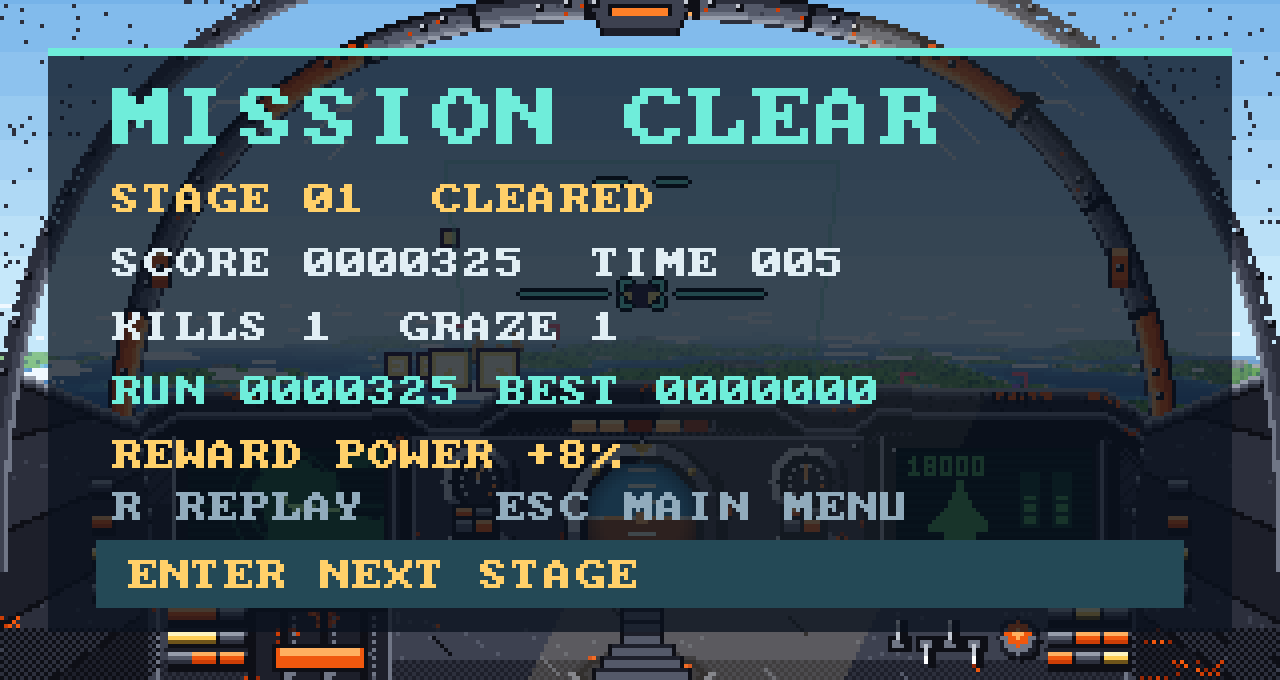 MISSION CLEAR
STAGE 01 CLEARED
SCORE 0000325 TIME 005
KILLS 1 GRAZE 1
RUN 0000325 BEST 0000000
REWARD POWER +8%
18000
R REPLAY ESC MAIN MENU
ENTER NEXT STAGE